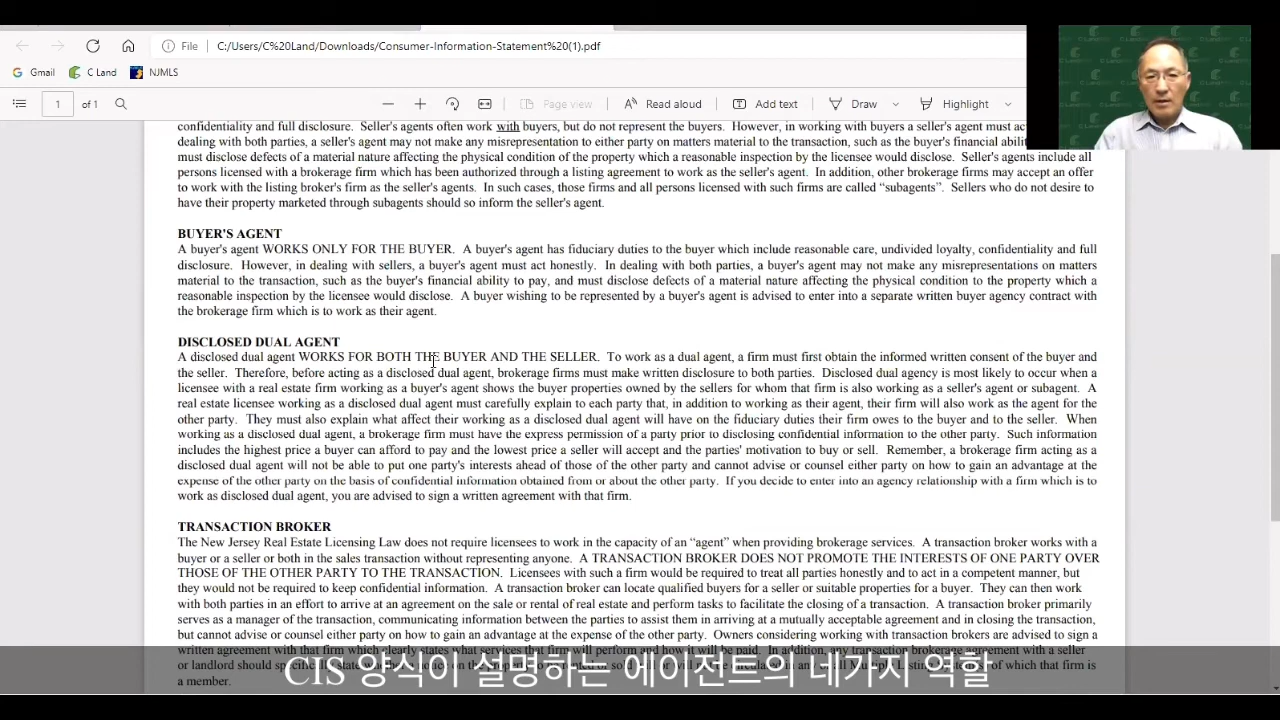 File C:/Users/C%20Land/Downloads/Consumer-Information-Statement%20(1).pdf
Gmail C Land NJMLS
1 of 1 Page view Read aloud Add text Draw Highlight
confidentiality and full disclosure. Seller's agents often work with buyers, but do not represent the buyers. However, in working with buyers a seller's agent must ac
dealing with both parties, a seller's agent may not make any misrepresentation to either party on matters material to the transaction, such as the buyer's financial abili
must disclose defects of a material nature affecting the physical condition of the property which a reasonable inspection by the licensee would disclose. Seller's agents include all
persons licensed with a brokerage firm which has been authorized through a listing agreement to work as the seller's agent. In addition, other brokerage firms may accept an offer
to work with the listing broker's firm as the seller's agents. In such cases, those firms and all persons licensed with such firms are called “subagents”. Sellers who do not desire to
have their property marketed through subagents should so inform the seller's agent.
BUYER'S AGENT
A buyer's agent WORKS ONLY FOR THE BUYER. A buyer's agent has fiduciary duties to the buyer which include reasonable care, undivided loyalty, confidentiality and full
disclosure. However, in dealing with sellers, a buyer's agent must act honestly. In dealing with both parties, a buyer's agent may not make any misrepresentations on matters
material to the transaction, such as the buyer's financial ability to pay, and must disclose defects of a material nature affecting the physical condition to the property which a
reasonable inspection by the licensee would disclose. A buyer wishing to be represented by a buyer's agent is advised to enter into a separate written buyer agency contract with
the brokerage firm which is to work as their agent.
DISCLOSED DUAL AGENT
A disclosed dual agent WORKS FOR BOTH THE BUYER AND THE SELLER. To work as a dual agent, a firm must first obtain the informed written consent of the buyer and
the seller. Therefore, before acting as a disclosed dual agent, brokerage firms must make written disclosure to both parties. Disclosed dual agency is most likely to occur when a
licensee with a real estate firm working as a buyer's agent shows the buyer properties owned by the sellers for whom that firm is also working as a seller's agent or subagent. A
real estate licensee working as a disclosed dual agent must carefully explain to each party that, in addition to working as their agent, their firm will also work as the agent for the
other party. They must also explain what affect their working as a disclosed dual agent will have on the fiduciary duties their firm owes to the buyer and to the seller. When
working as a disclosed dual agent, a brokerage firm must have the express permission of a party prior to disclosing confidential information to the other party. Such information
includes the highest price a buyer can afford to pay and the lowest price a seller will accept and the parties' motivation to buy or sell. Remember, a brokerage firm acting as a
disclosed dual agent will not be able to put one party's interests ahead of those of the other party and cannot advise or counsel either party on how to gain an advantage at the
expense of the other party on the basis of confidential information obtained from or about the other party. If you decide to enter into an agency relationship with a firm which is to
work as disclosed dual agent, you are advised to sign a written agreement with that firm.
TRANSACTION BROKER
The New Jersey Real Estate Licensing Law does not require licensees to work in the capacity of an “agent” when providing brokerage services. A transaction broker works with a
buyer or a seller or both in the sales transaction without representing anyone. A TRANSACTION BROKER DOES NOT PROMOTE THE INTERESTS OF ONE PARTY OVER
THOSE OF THE OTHER PARTY TO THE TRANSACTION. Licensees with such a firm would be required to treat all parties honestly and to act in a competent manner, but
they would not be required to keep confidential information. A transaction broker can locate qualified buyers for a seller or suitable properties for a buyer. They can then work
with both parties in an effort to arrive at an agreement on the sale or rental of real estate and perform tasks to facilitate the closing of a transaction. A transaction broker primarily
serves as a manager of the transaction, communicating information between the parties to assist them in arriving at a mutually acceptable agreement and in closing the transaction,
but cannot advise or counsel either party on how to gain an advantage at the expense of the other party. Owners considering working with transaction brokers are advised to sign a
written agreement with that firm which clearly states what services that firm will perform and how it will be paid. In addition, any transaction brokerage agreement with a seller
or landlord should specifically state
of which that firm is
a member.
CIS 양식이 설명하는 에이전트의 네가지 역할